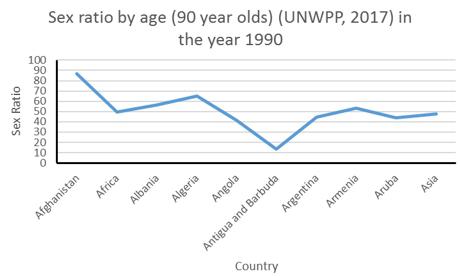 Sex ratio by age (90 year olds) (UNWPP, 2017) in
the year 1990
100
90
80
70
60
50
40
30
20
10
0
Sex Ratio
Afghanistan
Africa
Albania
Algeria
Angola
Antigua and Barbuda
Argentina
Armenia
Aruba
Asia
Country